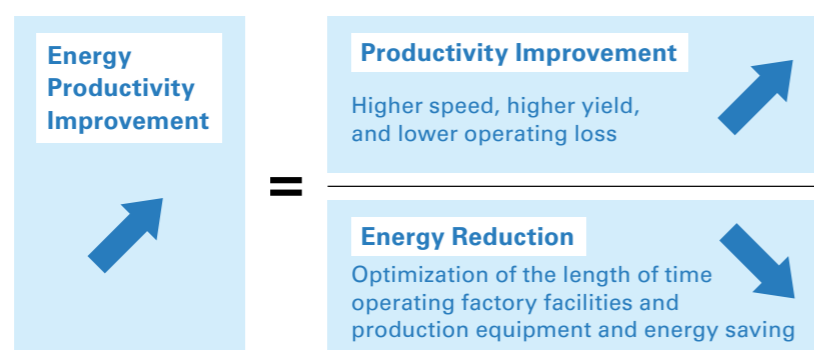 Energy
Productivity
Improvement
=
Productivity Improvement
Higher speed, higher yield,
and lower operating loss
Energy Reduction
Optimization of the length of time
operating factory facilities and
production equipment and energy saving